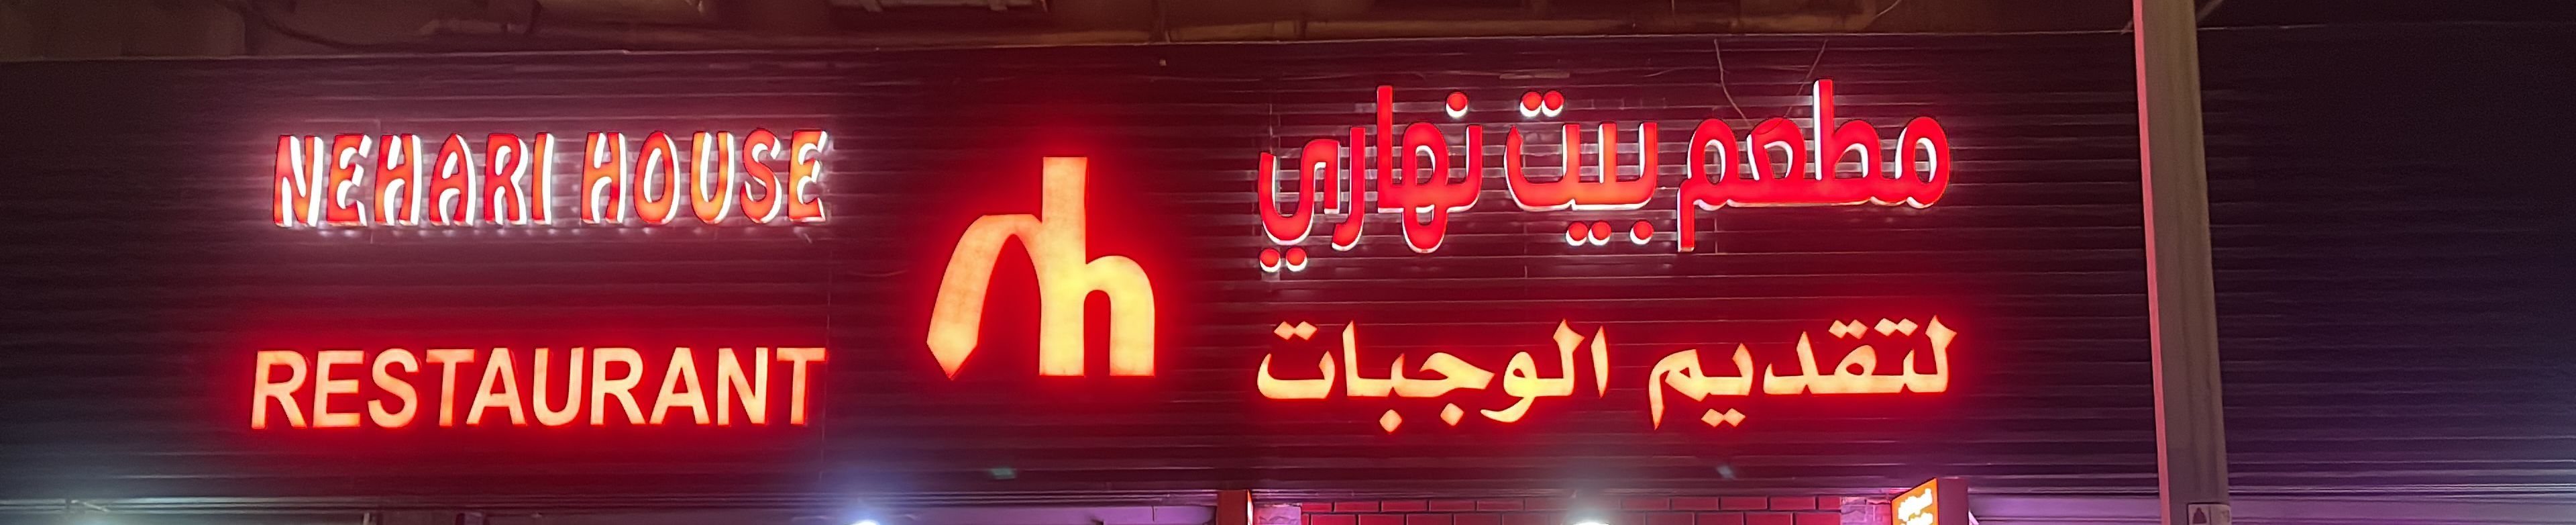 NEHARI HOUSE
RESTAURANT
مطعم بيت نهاري
لتقديم الوجبات